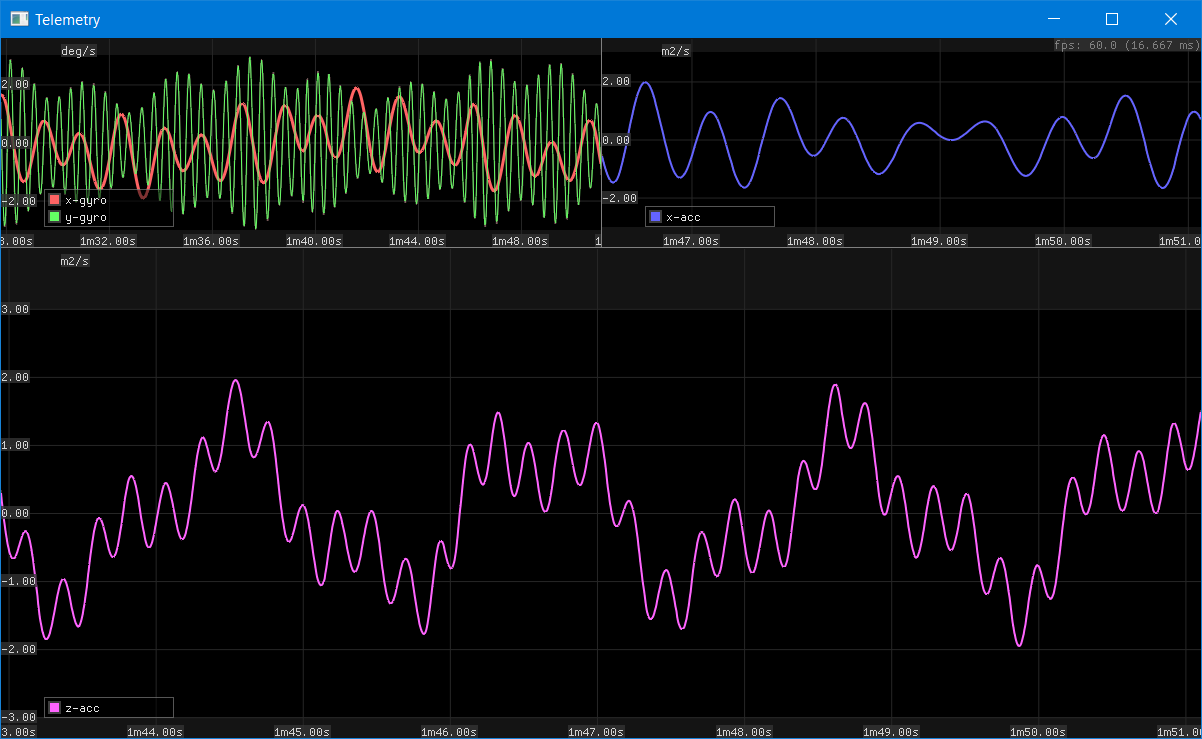 Telemetry
deg/s
2.00
0.00
-2.00
x-gyro
y-gyro
3.00s 1m32.00s 1m36.00s 1m40.00s 1m44.00s 1m48.00s 1
m2/s
fps: 60.0 (16.667 ms)
2.00
0.00
-2.00
x-acc
1m47.00s 1m48.00s 1m49.00s 1m50.00s 1m51.0
m2/s
3.00
2.00
1.00
0.00
-1.00
-2.00
-3.00
z-acc
3.00s 1m44.00s 1m45.00s 1m46.00s 1m47.00s 1m48.00s 1m49.00s 1m50.00s 1m51.0